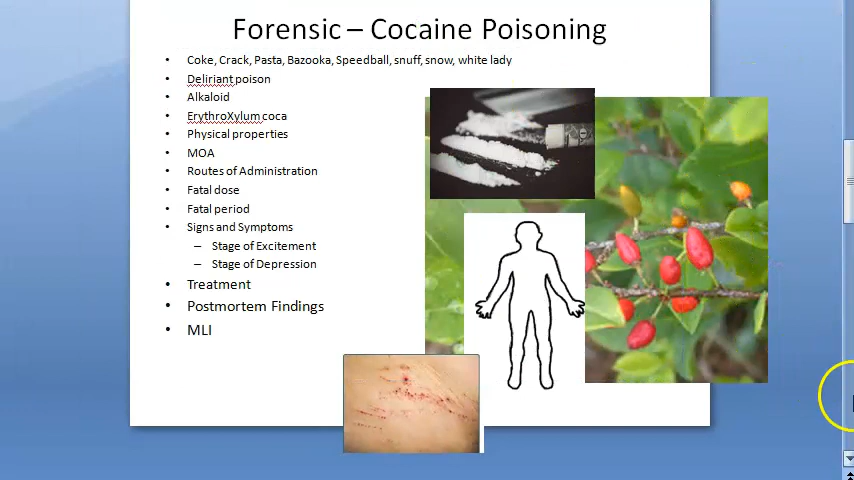 Forensic – Cocaine Poisoning
• Coke, Crack, Pasta, Bazooka, Speedball, snuff, snow, white lady
• Deliriant poison
• Alkaloid
• ErythroXylum coca
• Physical properties
• MOA
• Routes of Administration
• Fatal dose
• Fatal period
• Signs and Symptoms
– Stage of Excitement
– Stage of Depression
• Treatment
• Postmortem Findings
• MLI